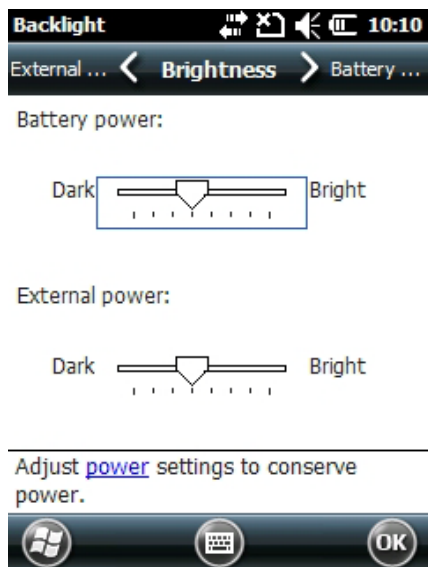 Backlight 10:10
External ... Brightness Battery ...
Battery power:
Dark Bright
External power:
Dark Bright
Adjust power settings to conserve
power.
OK